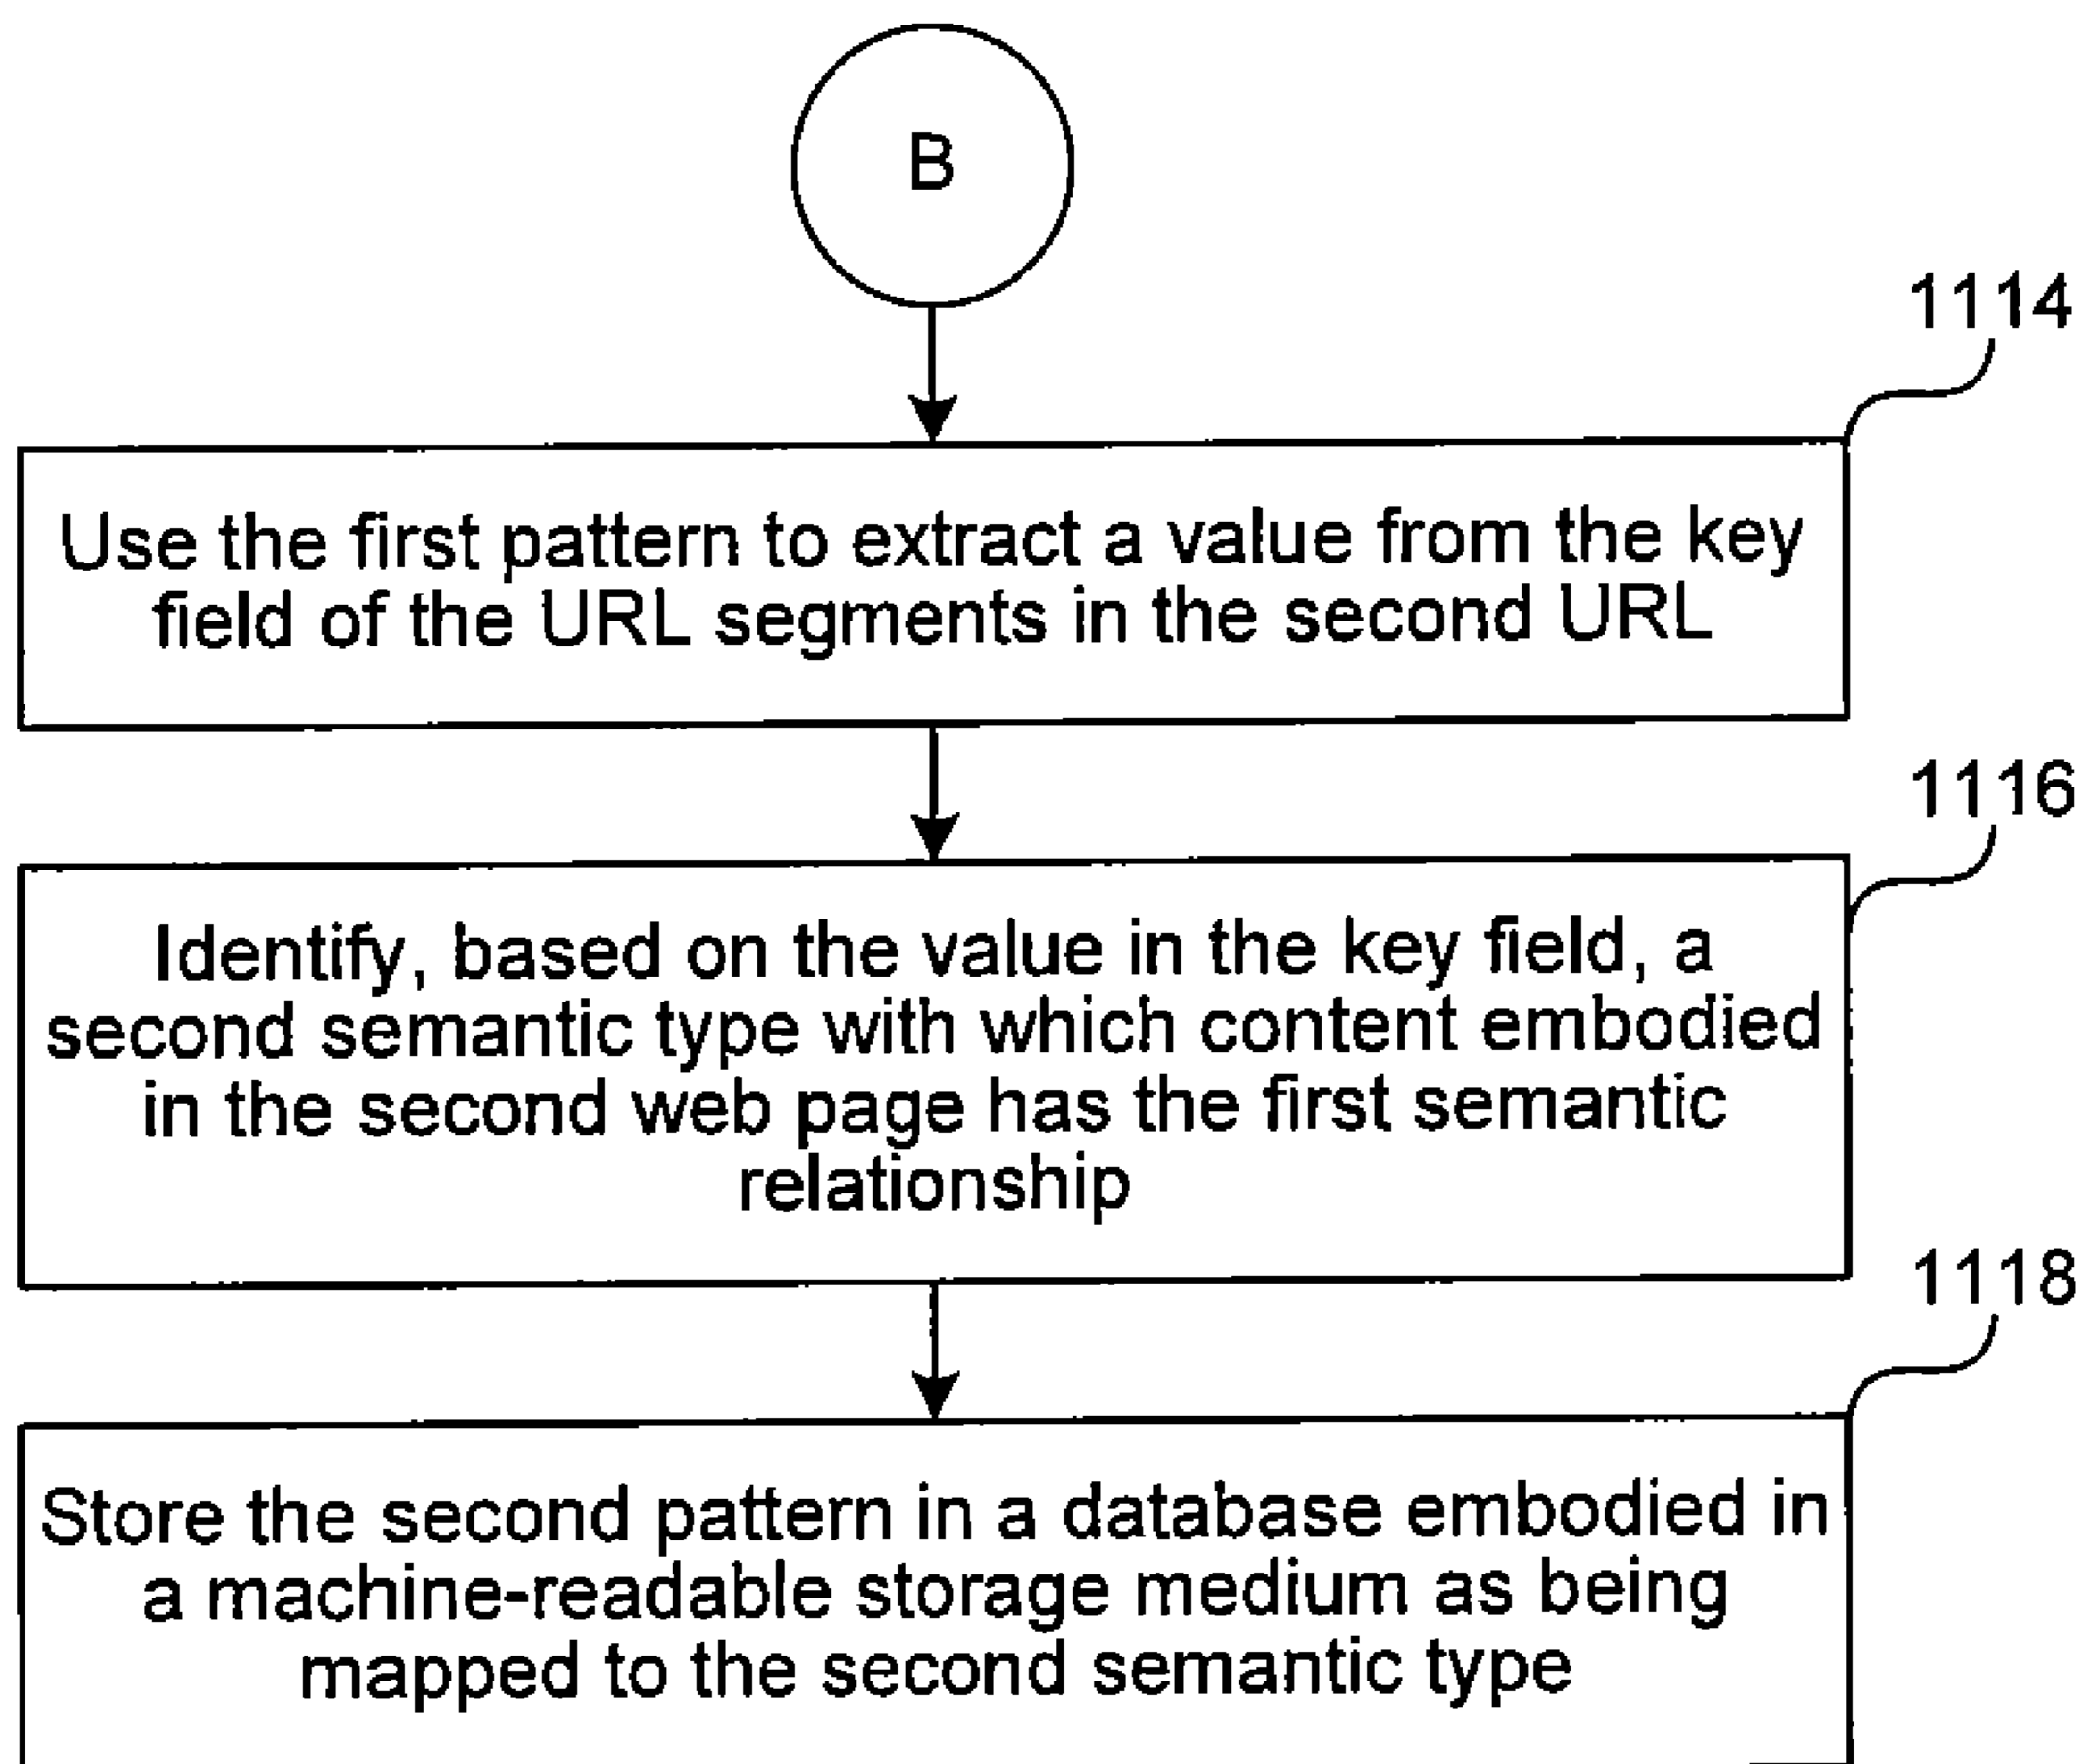 B
1114
Use the first pattern to extract a value from the key
field of the URL segments in the second URL
1116
Identify, based on the value in the key field, a
second semantic type with which content embodied
in the second web page has the first semantic
relationship
1118
Store the second pattern in a database embodied in
a machine-readable storage medium as being
mapped to the second semantic type